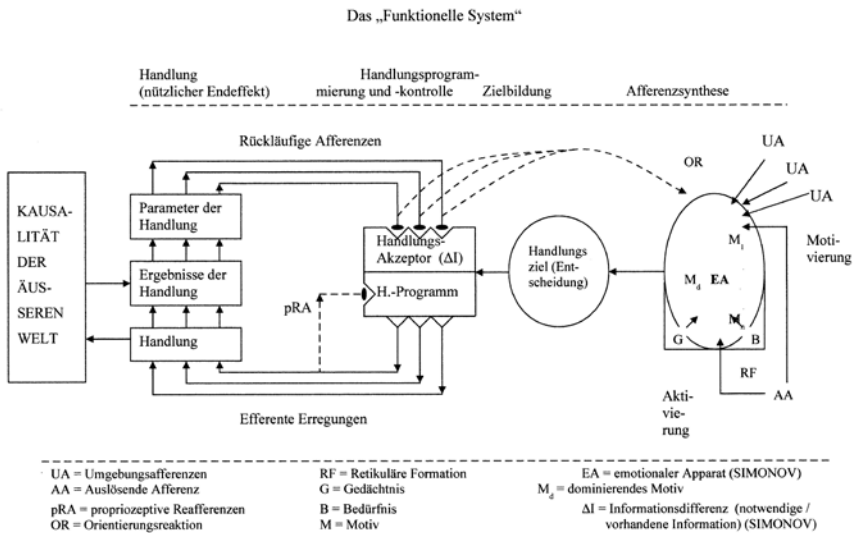 Das „Funktionelle System“
Handlung
(nützlicher Endeffekt)
Handlungsprogram-
mierung und -kontrolle
Zielbildung
Afferenzsynthese
Rückläufige Afferenzen
OR
UA
UA
UA
KAUSA-
LITÄT
DER
ÄUS-
SEREN
WELT
Parameter der
Handlung
Ergebnisse der
Handlung
Handlung
pRA
Handlungs-
Akzeptor (ΔI)
H.-Programm
Handlungs
ziel (Ent-
scheidung)
M1
Md EA
G
B
Moti-
vierung
RF
AA
Akti-
vie-
rung
Efferente Erregungen
UA = Umgebungsafferenzen
AA = Auslösende Afferenz
pRA = propriozeptive Reafferenzen
OR = Orientierungsreaktion
RF = Retikuläre Formation
G = Gedächtnis
B = Bedürfnis
M = Motiv
EA = emotionaler Apparat (SIMONOV)
Md = dominierendes Motiv
ΔI = Informationsdifferenz (notwendige /
vorhandene Information) (SIMONOV)